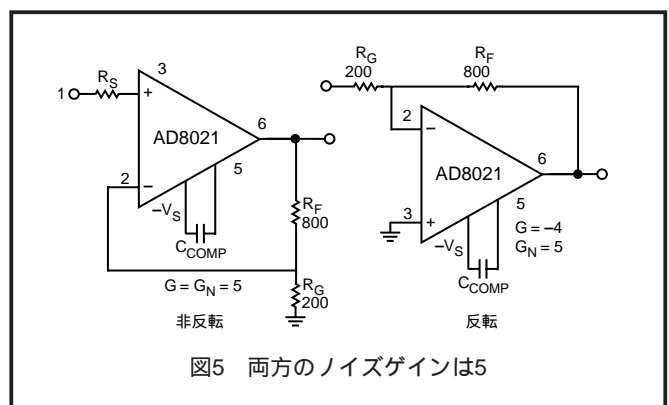 3
R_S
1
+
AD8021
6
2
−
5
−V_S
C_COMP
R_F
800
G = G_N = 5
R_G
200
非反転
R_G
200
R_F
800
2
−
AD8021
6
3
+
5
−V_S
G = −4
G_N = 5
C_COMP
反転
図5 両方のノイズゲインは5